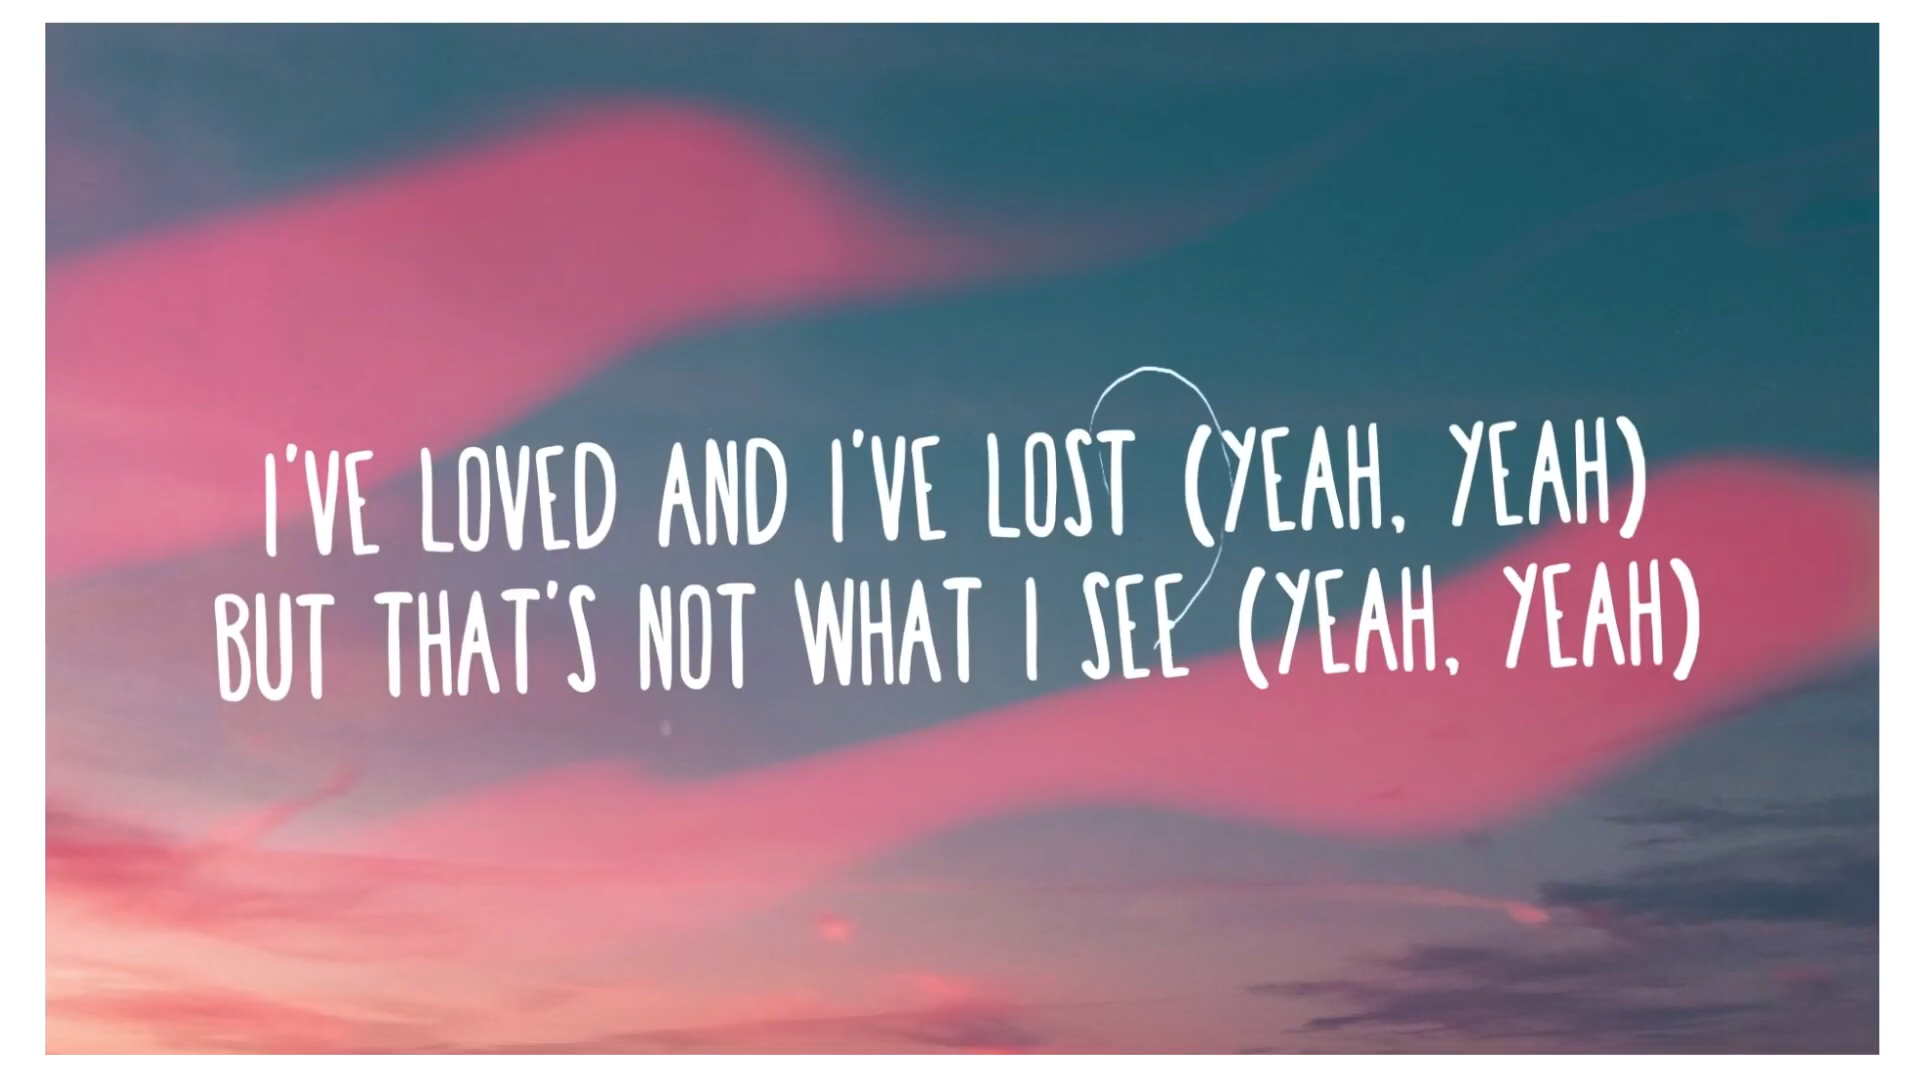 I'VE LOVED AND I'VE LOST (YEAH, YEAH)
BUT THAT'S NOT WHAT I SEE (YEAH, YEAH)